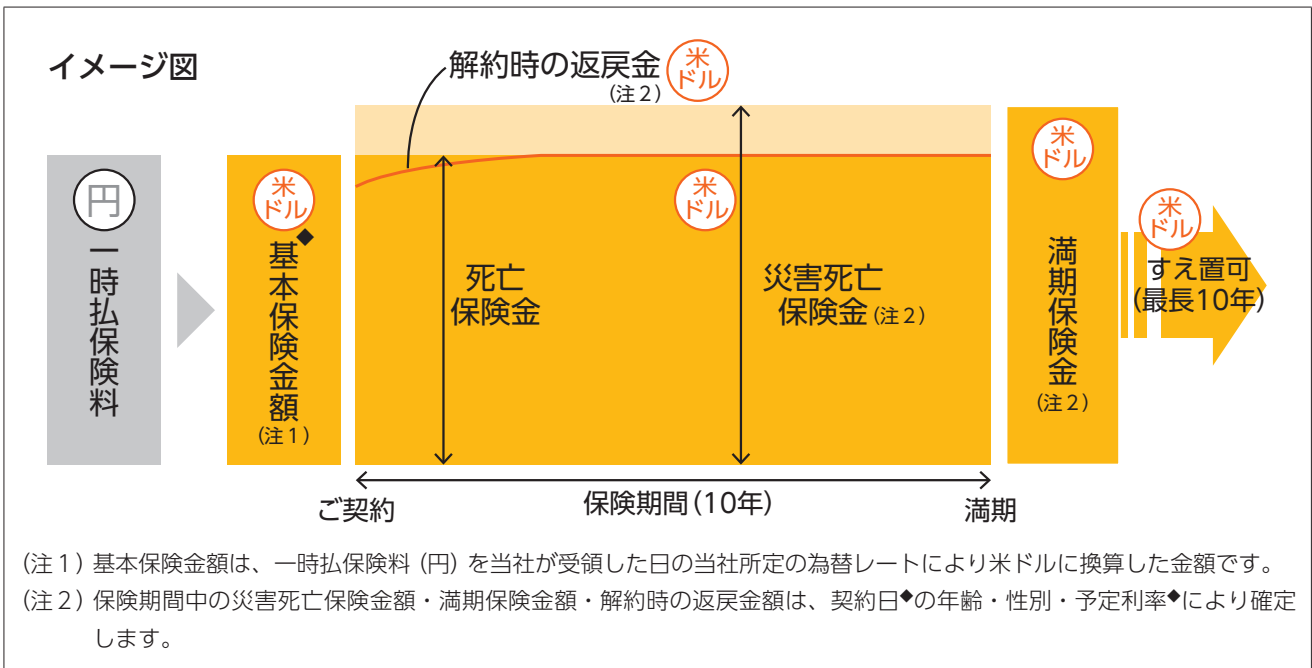 イメージ図
解約時の返戻金
(注2)
米
ドル
円
一時払保険料
米
ドル
基本保険金額◆
(注1)
死亡
保険金
米
ドル
災害死亡
保険金(注2)
米
ドル
満期保険金
(注2)
米
ドル
すえ置可
(最長10年)
ご契約
保険期間(10年)
満期
(注1)基本保険金額は、一時払保険料(円)を当社が受領した日の当社所定の為替レートにより米ドルに換算した金額です。
(注2)保険期間中の災害死亡保険金額・満期保険金額・解約時の返戻金額は、契約日◆の年齢・性別・予定利率◆により確定
します。